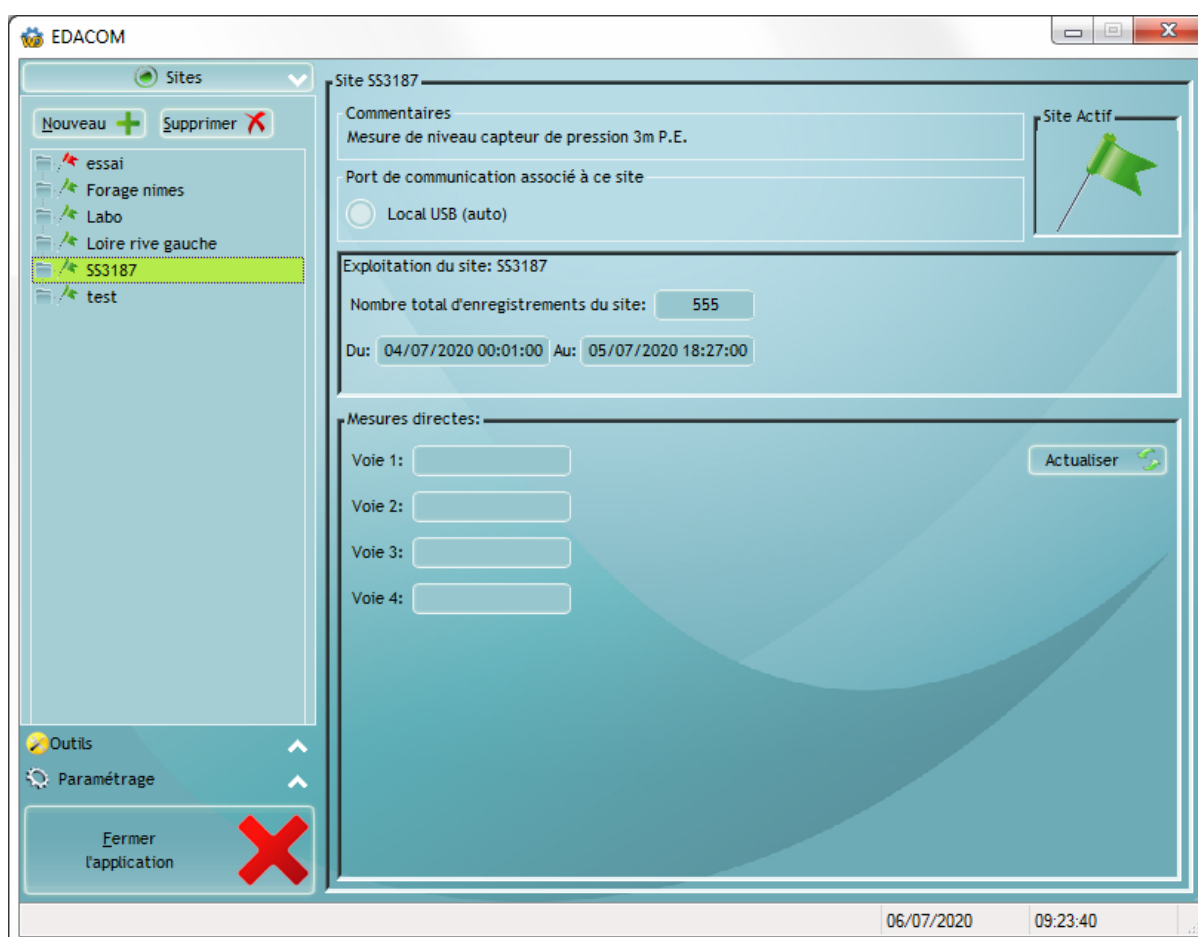 EDACOM
Sites
Nouveau Supprimer
essai
Forage nimes
Labo
Loire rive gauche
SS3187
test
Outils
Paramétrage
Fermer
l'application
Site SS3187
Commentaires
Mesure de niveau capteur de pression 3m P.E.
Site Actif
Port de communication associé à ce site
Local USB (auto)
Exploitation du site: SS3187
Nombre total d'enregistrements du site: 555
Du: 04/07/2020 00:01:00 Au: 05/07/2020 18:27:00
Mesures directes:
Voie 1:
Actualiser
Voie 2:
Voie 3:
Voie 4:
06/07/2020 09:23:40